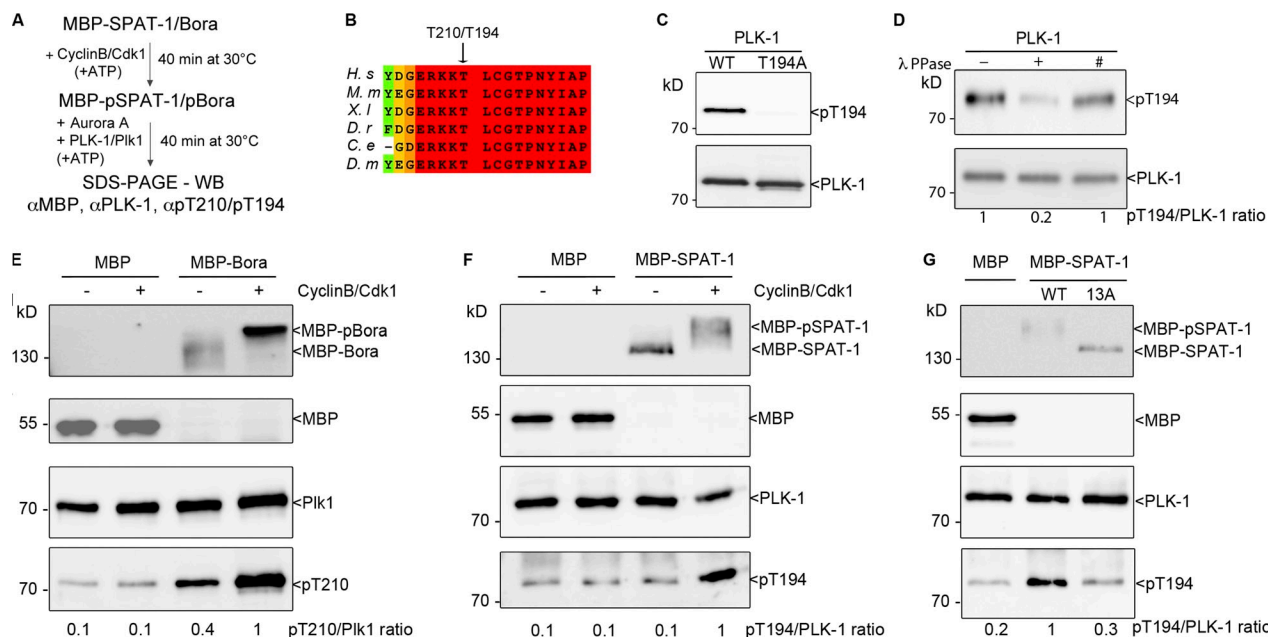 A
MBP-SPAT-1/Bora
+ CyclinB/Cdk1
(+ATP)
40 min at 30°C
MBP-pSPAT-1/pBora
+ Aurora A
+ PLK-1/Plk1
(+ATP)
40 min at 30°C
SDS-PAGE - WB
αMBP, αPLK-1, αpT210/pT194
B
T210/T194
H. s YDGERKKT LCGTPNYIAP
M. m YEGERKKT LCGTPNYIAP
X. l YDGERKKT LCGTPNYIAP
D. r FDGERKKT LCGTPNYIAP
C. e –GDERKKT LCGTPNYIAP
D. m YEGERKKT LCGTPNYIAP
C
PLK-1
kD WT T194A
<pT194
70 -
<PLK-1
70 -
D
PLK-1
λ PPase – + #
kD
<pT194
70 -
<PLK-1
70 -
1 0.2 1 pT194/PLK-1 ratio
E
MBP MBP-Bora
- + - + CyclinB/Cdk1
kD
<MBP-pBora
130 - <MBP-Bora
55 - <MBP
70 - <Plk1
70 - <pT210
0.1 0.1 0.4 1 pT210/Plk1 ratio
F
MBP MBP-SPAT-1
- + - + CyclinB/Cdk1
kD
<MBP-pSPAT-1
130 - <MBP-SPAT-1
55 - <MBP
<PLK-1
70 -
<pT194
70 -
0.1 0.1 0.1 1 pT194/PLK-1 ratio
G
MBP MBP-SPAT-1
WT 13A
kD
<MBP-pSPAT-1
130 - <MBP-SPAT-1
55 - <MBP
<PLK-1
70 -
<pT194
70 -
0.2 1 0.3 pT194/PLK-1 ratio